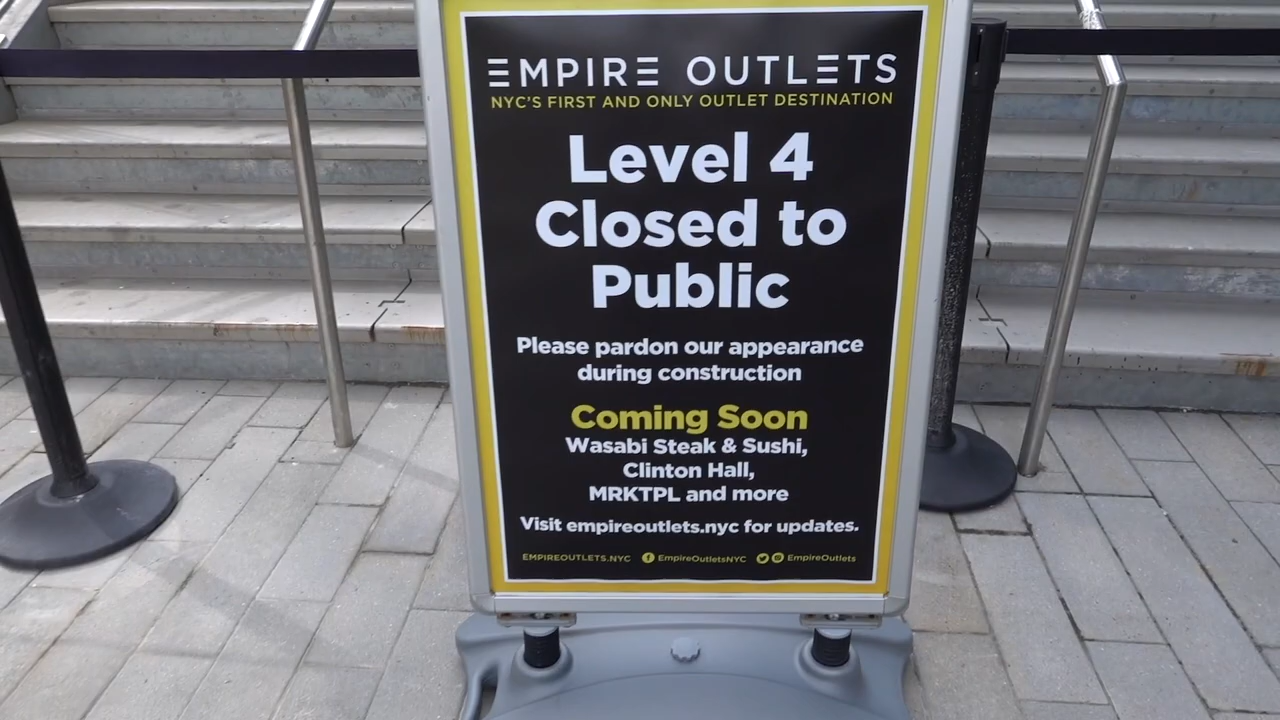 EMPIRE OUTLETS
NYC'S FIRST AND ONLY OUTLET DESTINATION
Level 4
Closed to
Public
Please pardon our appearance
during construction
Coming Soon
Wasabi Steak & Sushi,
Clinton Hall,
MRKTPL and more
Visit empireoutlets.nyc for updates.
EMPIREOUTLETS.NYC EmpireOutletsNYC EmpireOutlets